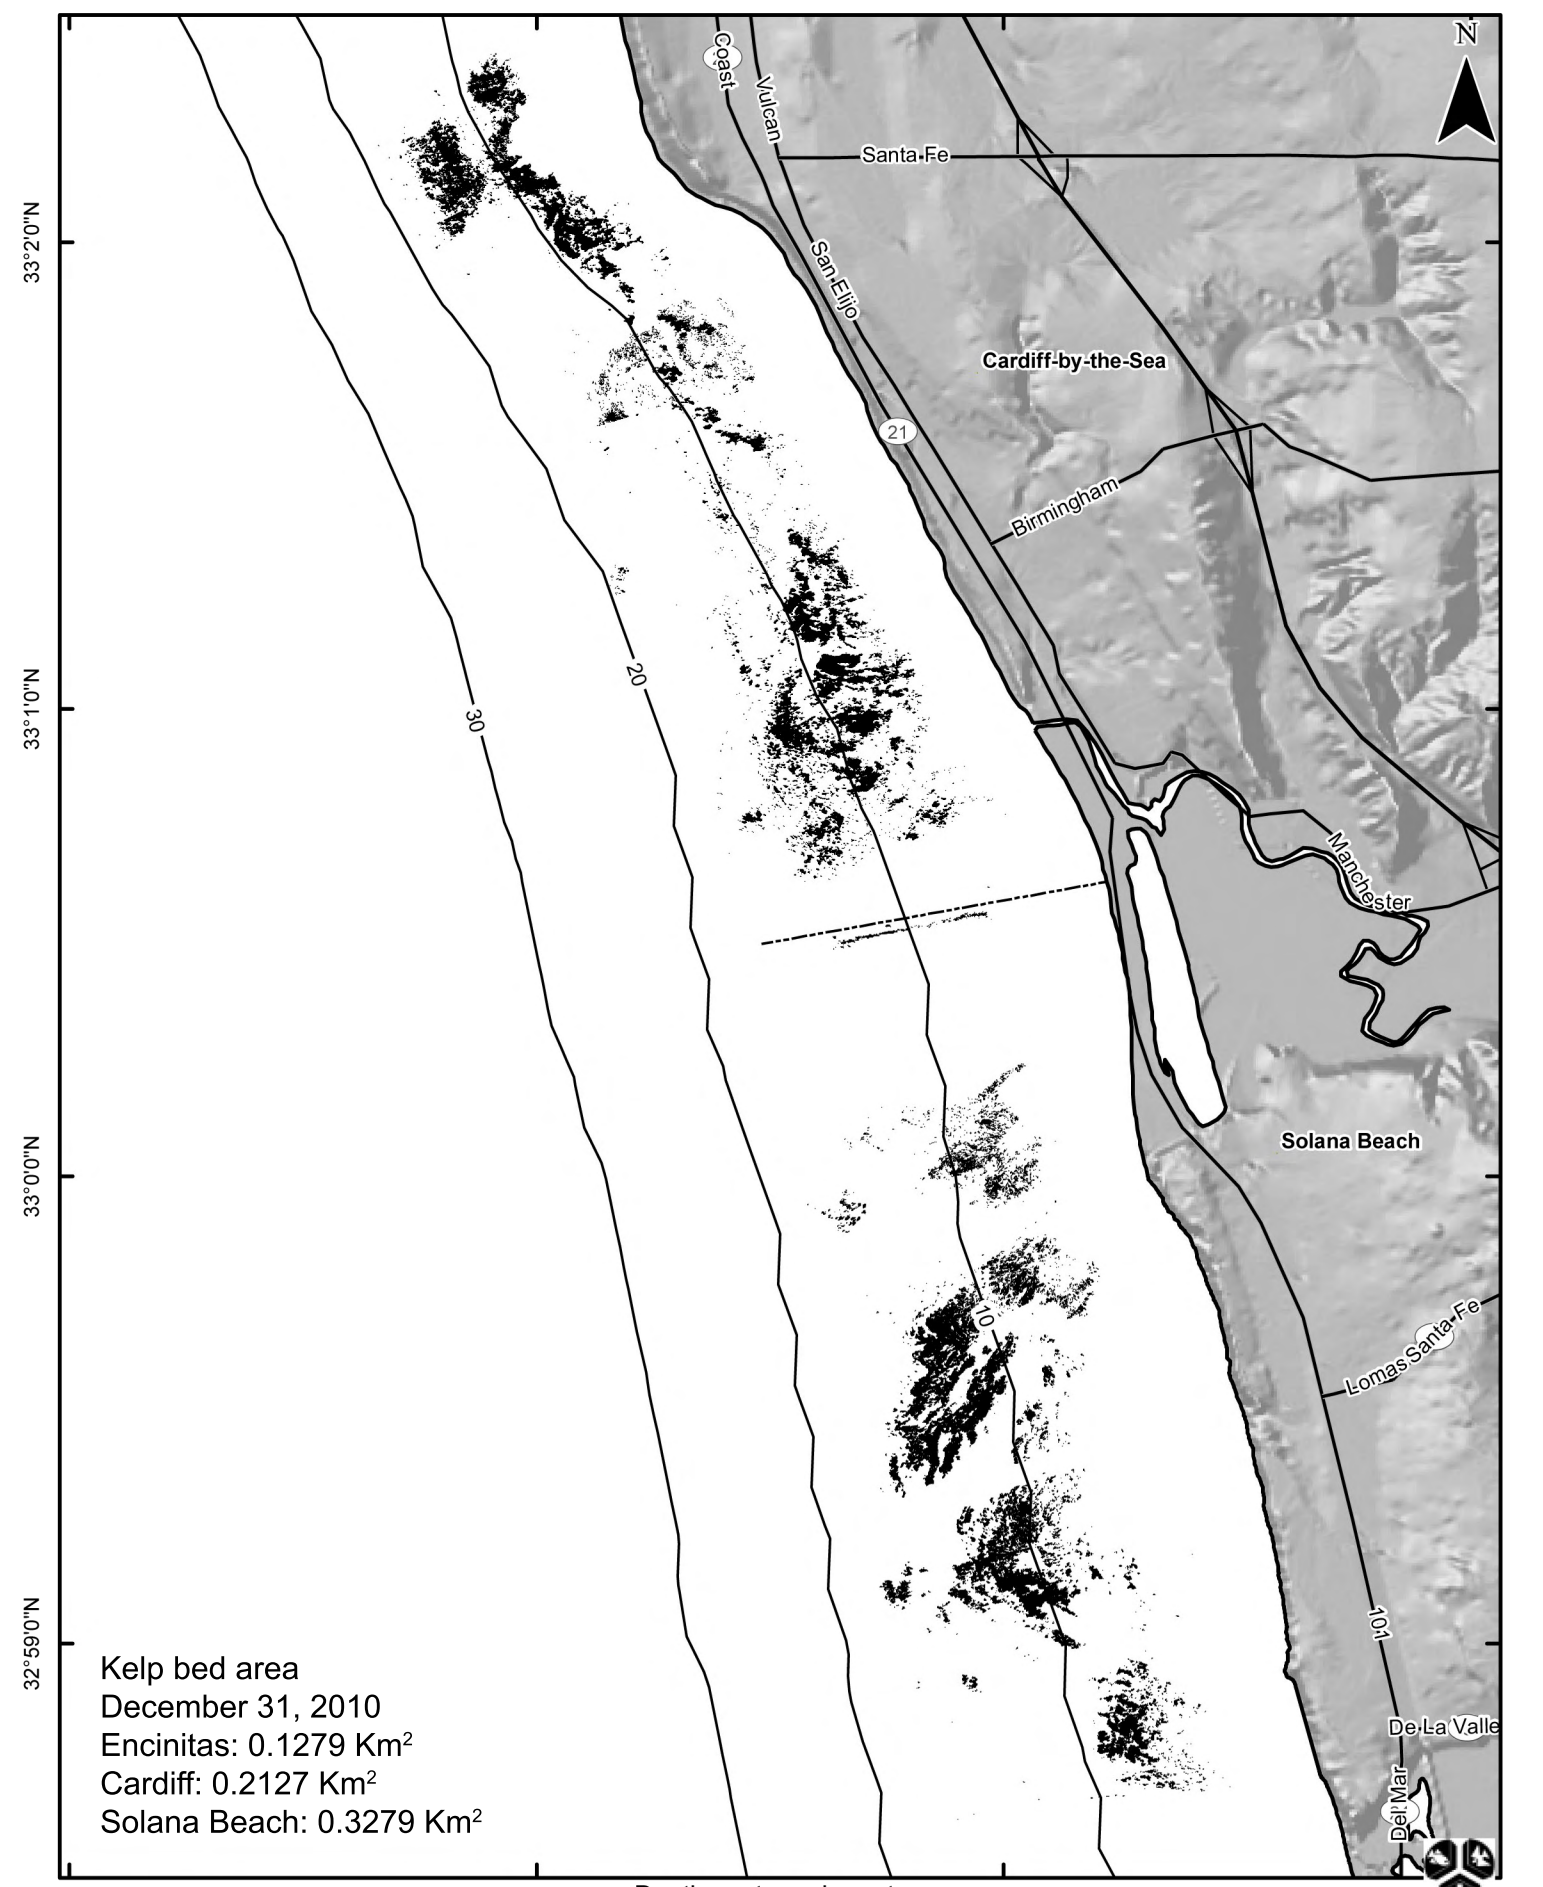 N
Coast
Vulcan
Santa Fe
33°2'0"N
San Elijo
Cardiff-by-the-Sea
21
Birmingham
20
33°1'0"N
30
Manchester
33°0'0"N
Solana Beach
10
Lomas Santa Fe
101
32°59'0"N
Kelp bed area
December 31, 2010
Encinitas: 0.1279 Km²
Cardiff: 0.2127 Km²
Solana Beach: 0.3279 Km²
De La Valle
Del Mar